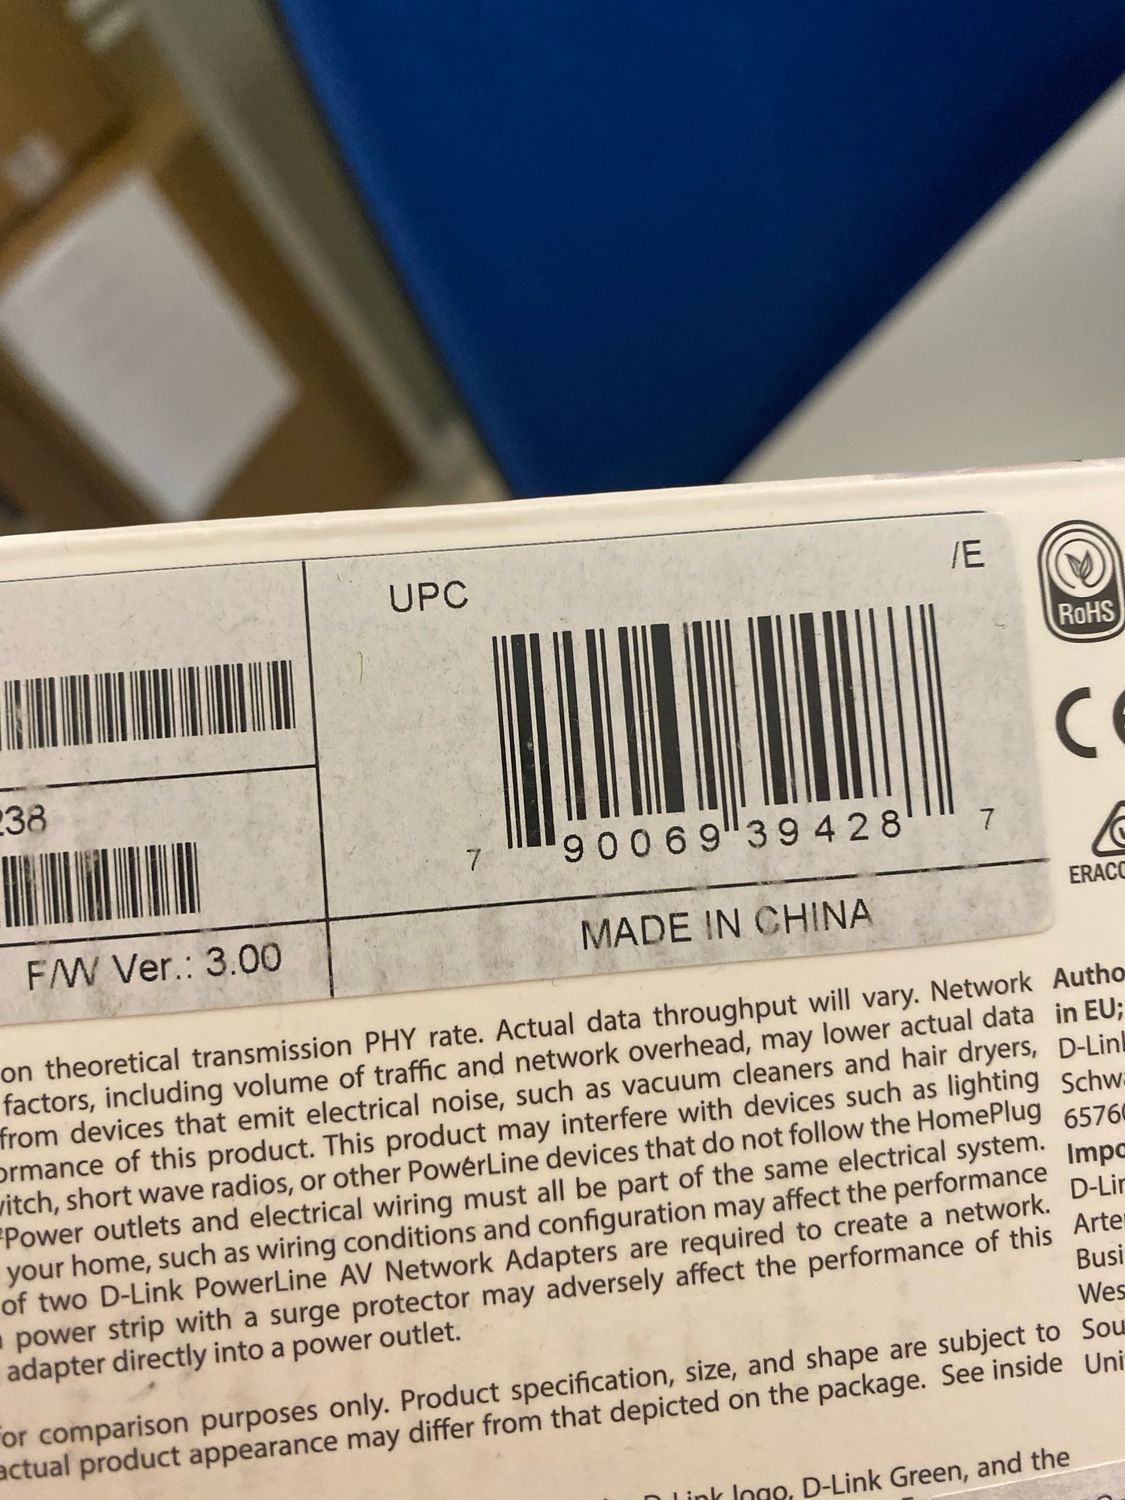 UPC
/E
RoHS
CE
238
7 90069 39428 7
ERAC
F/W Ver.: 3.00
MADE IN CHINA
on theoretical transmission PHY rate. Actual data throughput will vary. Network
factors, including volume of traffic and network overhead, may lower actual data
from devices that emit electrical noise, such as vacuum cleaners and hair dryers,
ormance of this product. This product may interfere with devices such as lighting
witch, short wave radios, or other PowerLine devices that do not follow the HomePlug
²Power outlets and electrical wiring must all be part of the same electrical system.
your home, such as wiring conditions and configuration may affect the performance
of two D-Link PowerLine AV Network Adapters are required to create a network.
power strip with a surge protector may adversely affect the performance of this
adapter directly into a power outlet.
for comparison purposes only. Product specification, size, and shape are subject to
actual product appearance may differ from that depicted on the package. See inside
D-Link logo, D-Link Green, and the
Autho
in EU;
D-Link
Schwa
6576
Impo
D-Lin
Arte
Busi
Wes
Sou
Uni